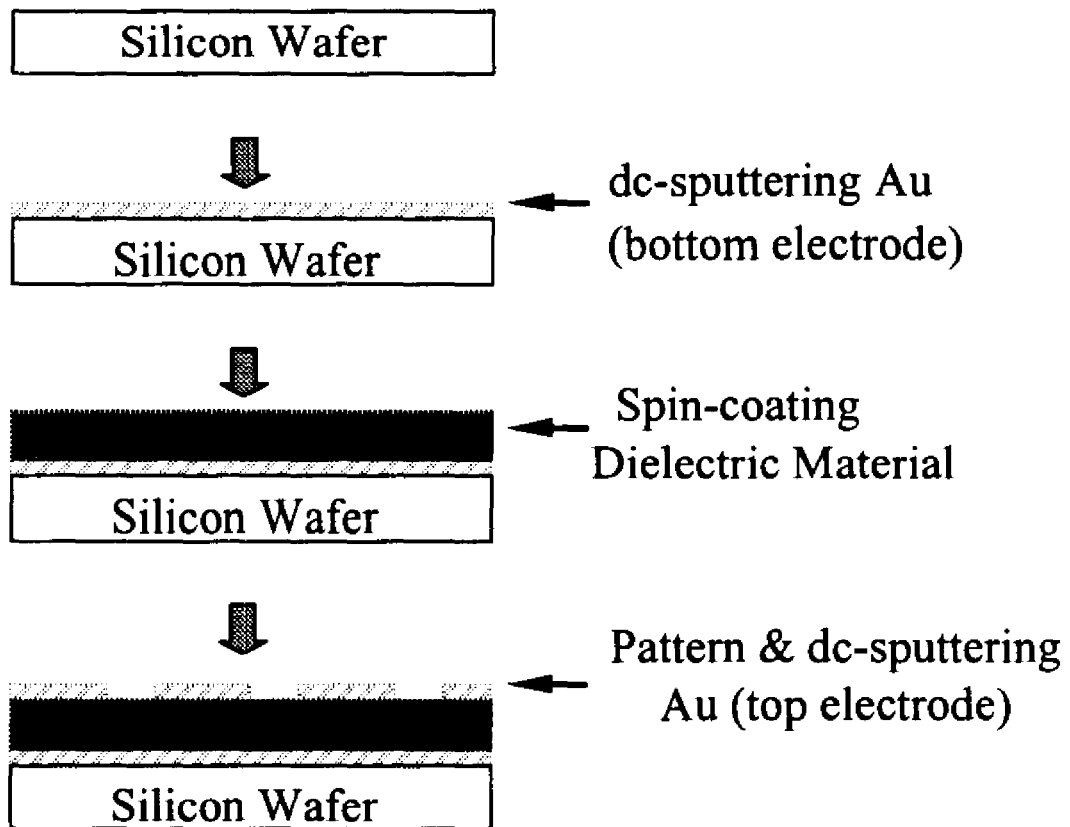 Silicon Wafer
dc-sputtering Au
(bottom electrode)
Silicon Wafer
Spin-coating
Dielectric Material
Silicon Wafer
Pattern & dc-sputtering
Au (top electrode)
Silicon Wafer